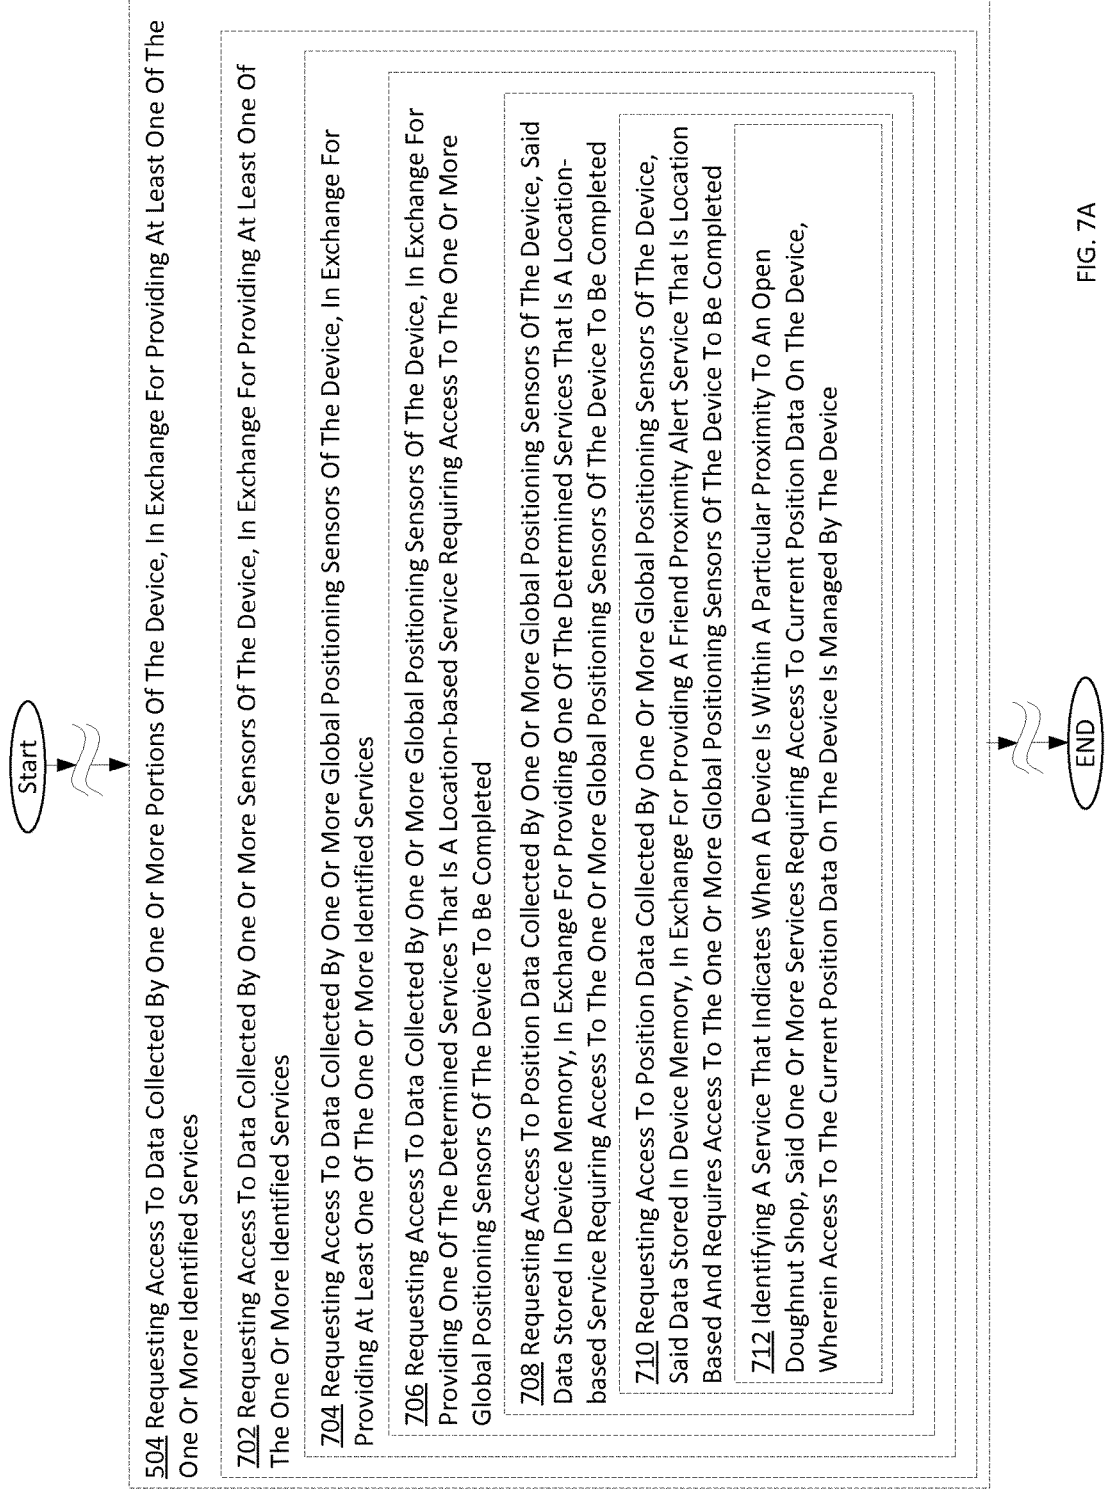 Start
504 Requesting Access To Data Collected By One Or More Portions Of The Device, In Exchange For Providing At Least One Of The
One Or More Identified Services
702 Requesting Access To Data Collected By One Or More Sensors Of The Device, In Exchange For Providing At Least One Of
The One Or More Identified Services
704 Requesting Access To Data Collected By One Or More Global Positioning Sensors Of The Device, In Exchange For
Providing At Least One Of The One Or More Identified Services
706 Requesting Access To Data Collected By One Or More Global Positioning Sensors Of The Device, In Exchange For
Providing One Of The Determined Services That Is A Location-based Service Requiring Access To The One Or More
Global Positioning Sensors Of The Device To Be Completed
708 Requesting Access To Position Data Collected By One Or More Global Positioning Sensors Of The Device, Said
Data Stored In Device Memory, In Exchange For Providing One Of The Determined Services That Is A Location-
based Service Requiring Access To The One Or More Global Positioning Sensors Of The Device To Be Completed
710 Requesting Access To Position Data Collected By One Or More Global Positioning Sensors Of The Device,
Said Data Stored In Device Memory, In Exchange For Providing A Friend Proximity Alert Service That Is Location
Based And Requires Access To The One Or More Global Positioning Sensors Of The Device To Be Completed
712 Identifying A Service That Indicates When A Device Is Within A Particular Proximity To An Open
Doughnut Shop, Said One Or More Services Requiring Access To Current Position Data On The Device,
Wherein Access To The Current Position Data On The Device Is Managed By The Device
END
FIG. 7A